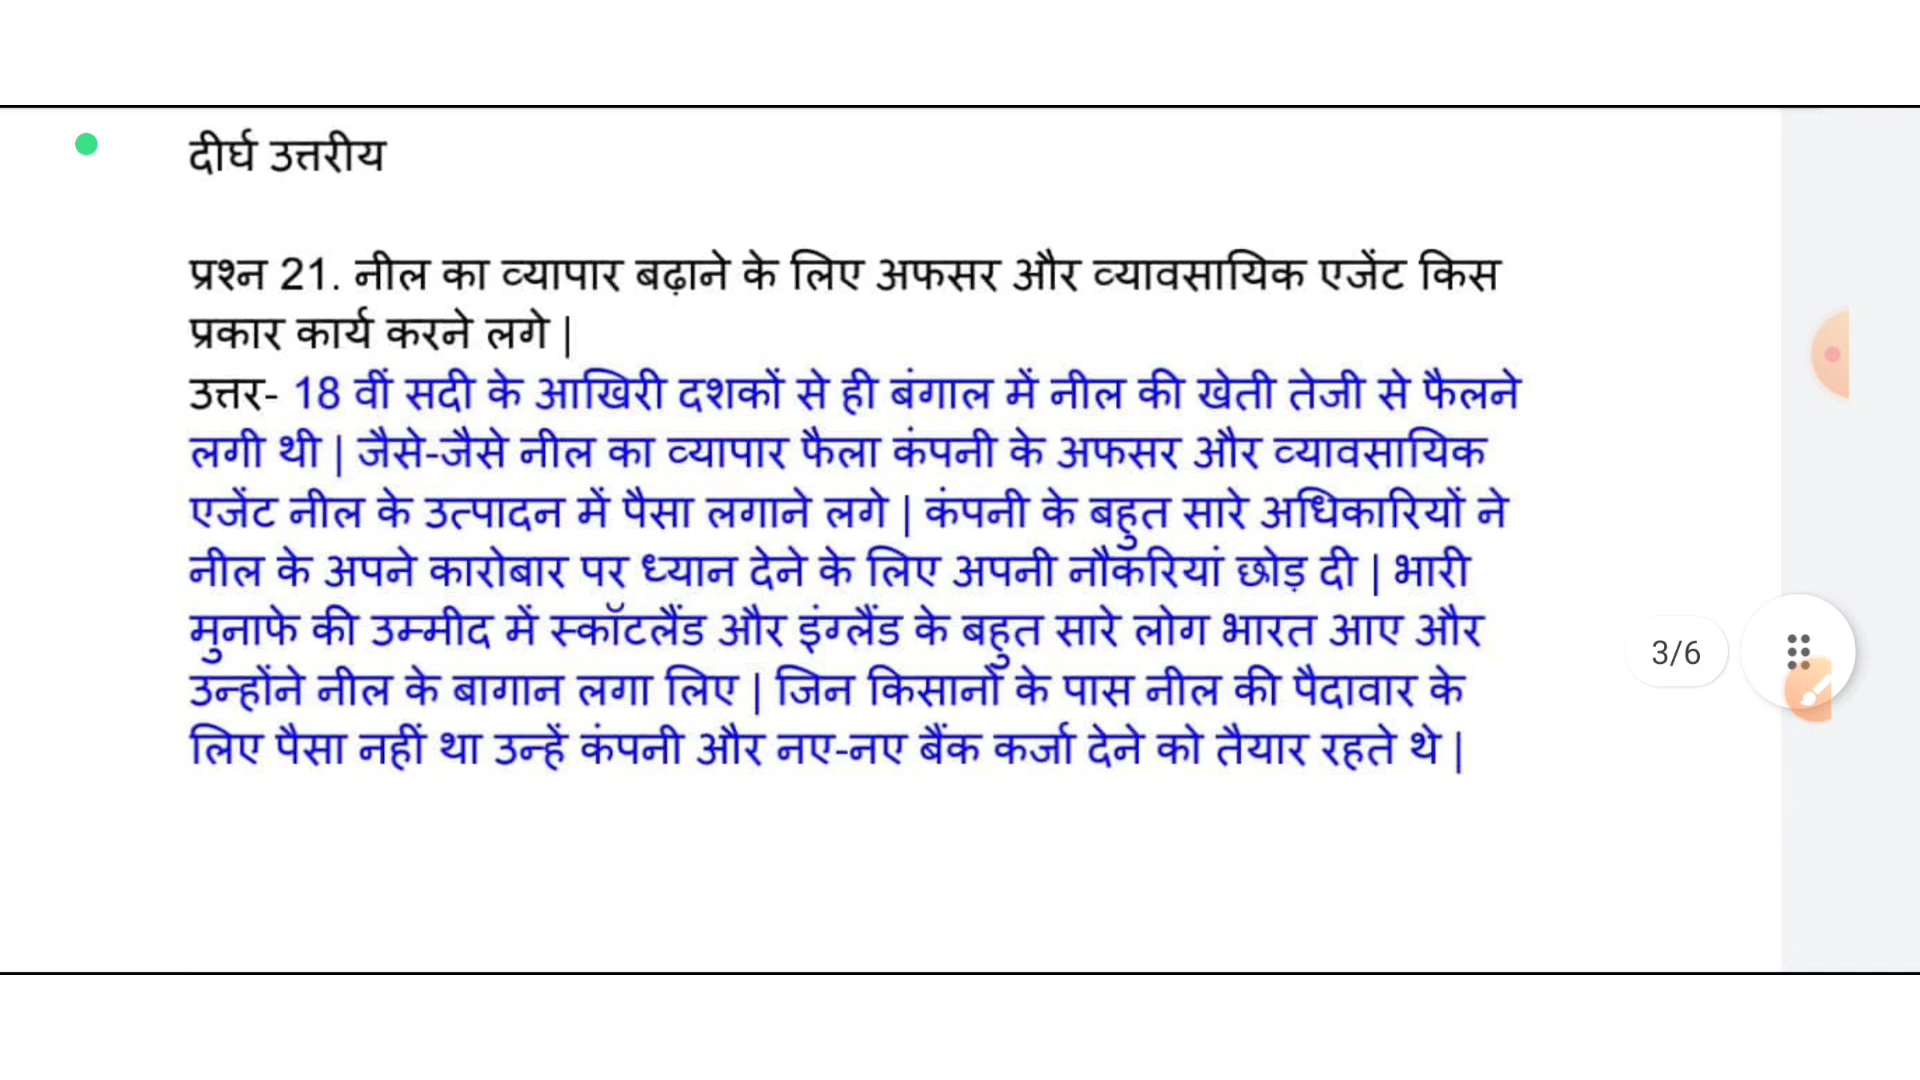 दीर्घ उत्तरीय
प्रश्न 21. नील का व्यापार बढ़ाने के लिए अफसर और व्यावसायिक एजेंट किस
प्रकार कार्य करने लगे |
उत्तर- 18 वीं सदी के आखिरी दशकों से ही बंगाल में नील की खेती तेजी से फैलने
लगी थी | जैसे-जैसे नील का व्यापार फैला कंपनी के अफसर और व्यावसायिक
एजेंट नील के उत्पादन में पैसा लगाने लगे | कंपनी के बहुत सारे अधिकारियों ने
नील के अपने कारोबार पर ध्यान देने के लिए अपनी नौकरियां छोड़ दी | भारी
मुनाफे की उम्मीद में स्कॉटलैंड और इंग्लैंड के बहुत सारे लोग भारत आए और
उन्होंने नील के बागान लगा लिए | जिन किसानों के पास नील की पैदावार के
लिए पैसा नहीं था उन्हें कंपनी और नए-नए बैंक कर्जा देने को तैयार रहते थे |
3/6